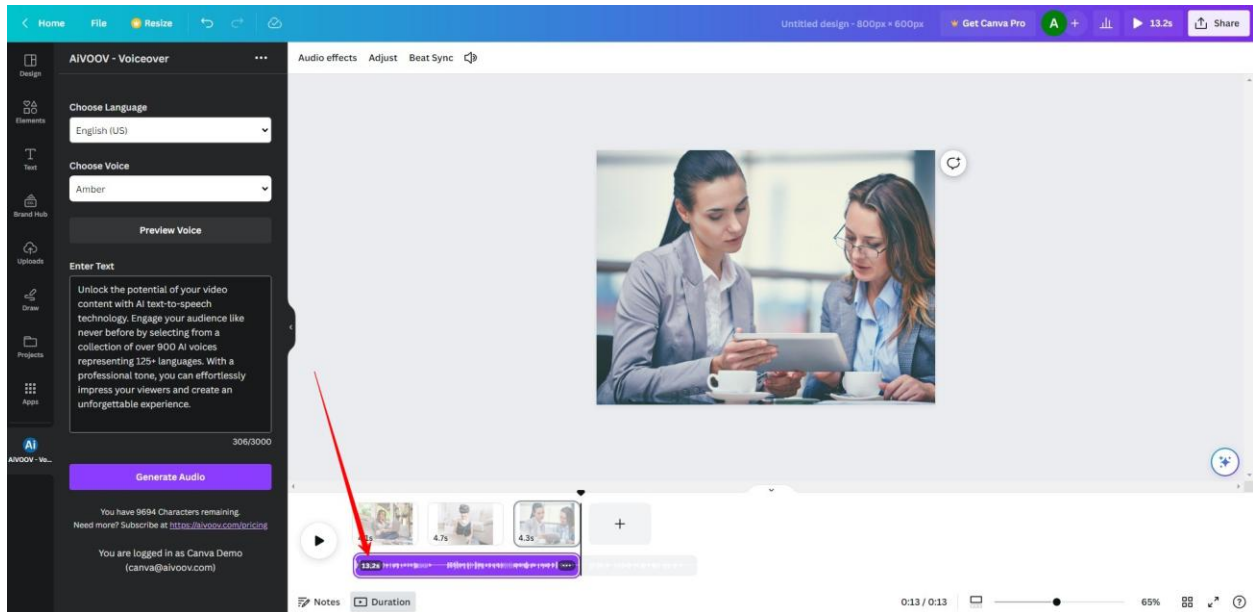 Home File Resize Untitled design - 800px × 600px Get Canva Pro A + 13.2s Share
Design
Elements
Text
Brand Hub
Uploads
Draw
Projects
Apps
Ai
AiVOOV - Vo...
AiVOOV - Voiceover
Choose Language
English (US)
Choose Voice
Amber
Preview Voice
Enter Text
Unlock the potential of your video
content with AI text-to-speech
technology. Engage your audience like
never before by selecting from a
collection of over 900 AI voices
representing 125+ languages. With a
professional tone, you can effortlessly
impress your viewers and create an
unforgettable experience.
306/3000
Generate Audio
You have 9694 Characters remaining.
Need more? Subscribe at https://aivoov.com/pricing
You are logged in as Canva Demo
(canva@aivoov.com)
Audio effects Adjust Beat Sync
4.7s 4.3s +
13.2s
Notes Duration 0:13 / 0:13 65%